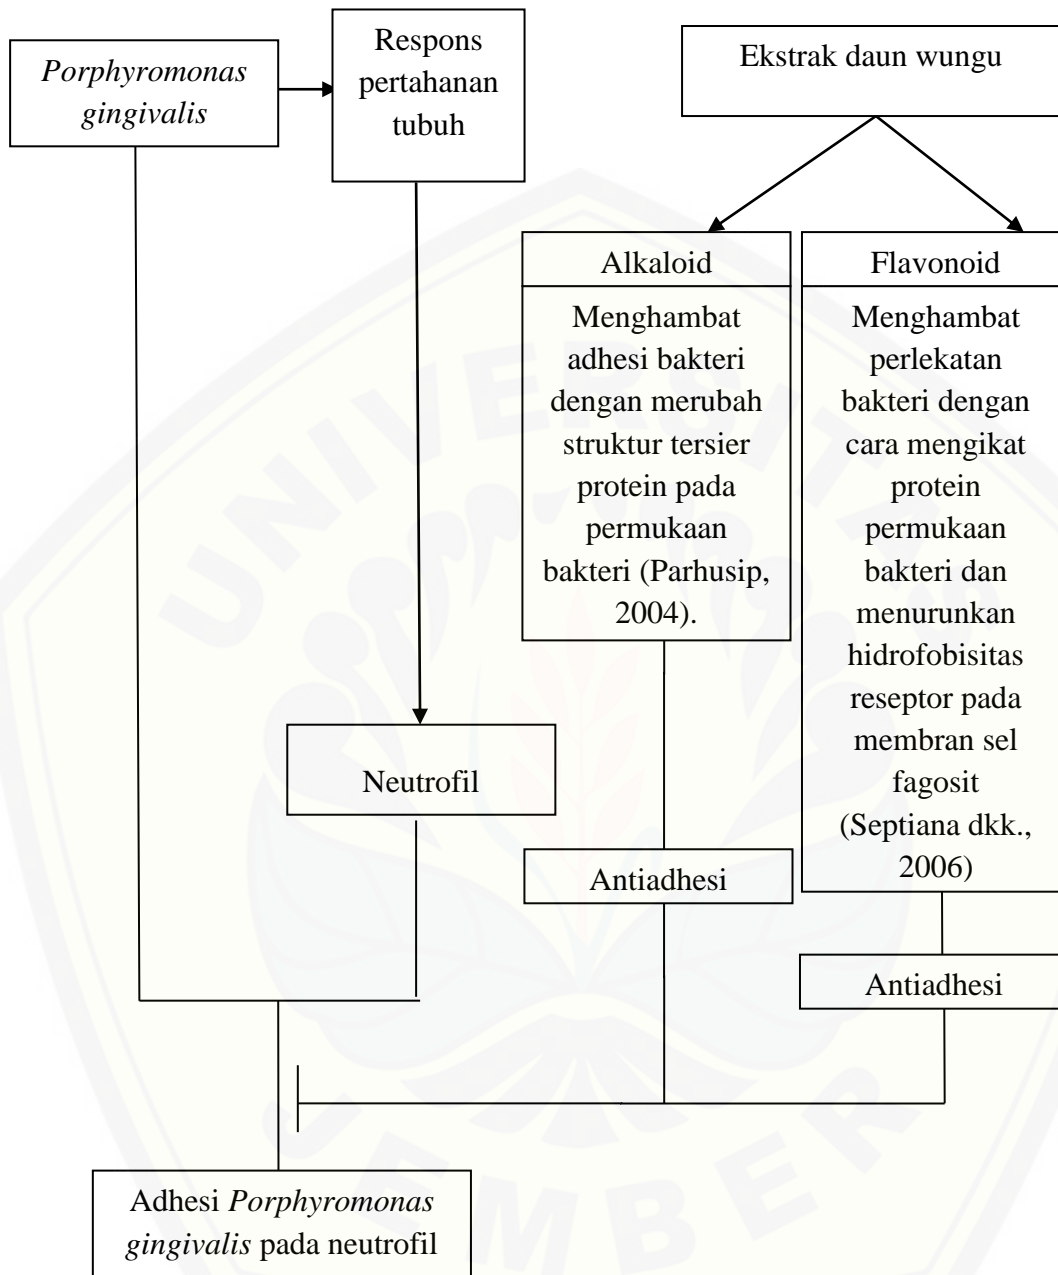 Porphyromonas
gingivalis
Respons
pertahanan
tubuh
Ekstrak daun wungu
Alkaloid
Menghambat
adhesi bakteri
dengan merubah
struktur tersier
protein pada
permukaan
bakteri (Parhusip,
2004).
Flavonoid
Menghambat
perlekatan
bakteri dengan
cara mengikat
protein
permukaan
bakteri dan
menurunkan
hidrofobisitas
reseptor pada
membran sel
fagosit
(Septiana dkk.,
2006)
Neutrofil
Antiadhesi
Antiadhesi
Adhesi Porphyromonas
gingivalis pada neutrofil
UNIVERSITAS
JEMBER